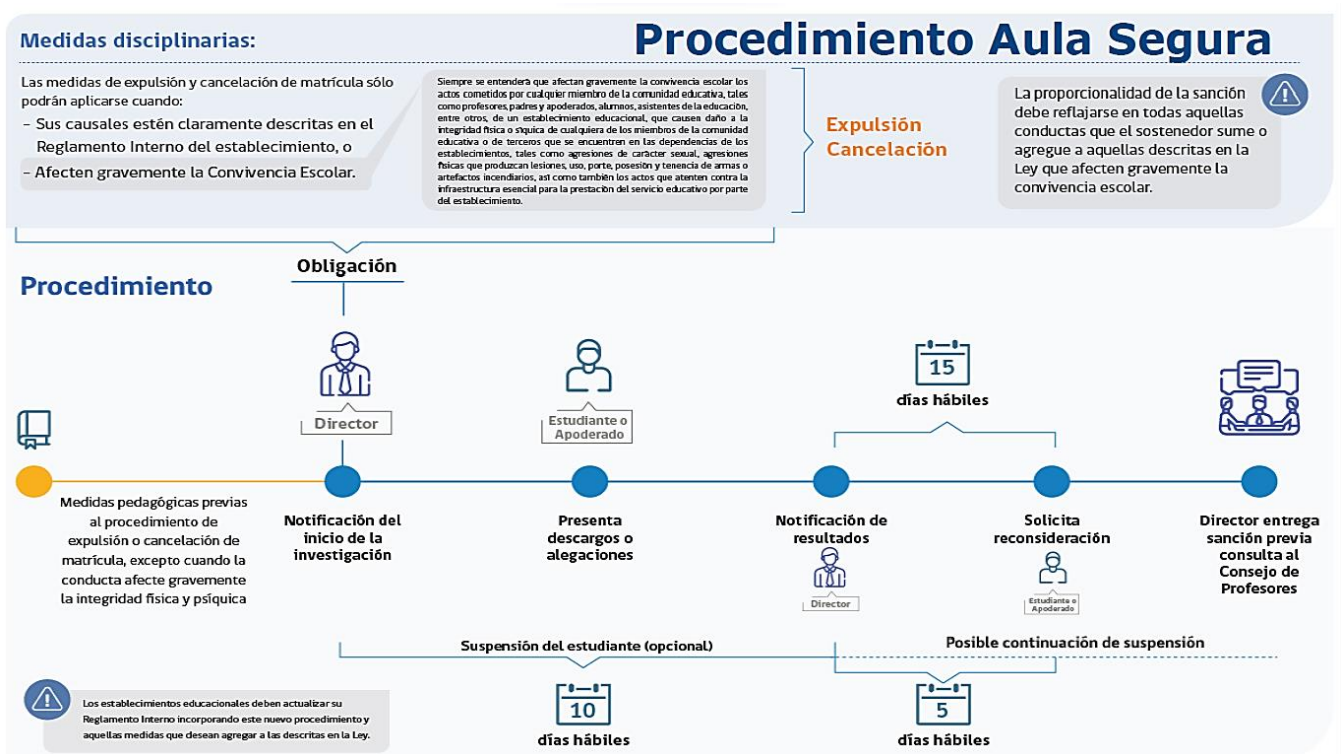 Procedimiento Aula Segura
Medidas disciplinarias:
Las medidas de expulsión y cancelación de matrícula sólo
podrán aplicarse cuando:
– Sus causales estén claramente descritas en el
Reglamento Interno del establecimiento, o
– Afecten gravemente la Convivencia Escolar.
Siempre se entenderá que afectan gravemente la convivencia escolar los
actos cometidos por cualquier miembro de la comunidad educativa, tales
como profesores, padres y apoderados, alumnos, asistentes de la educación,
entre otros, de un establecimiento educacional, que causen daño a la
integridad física o síquica de cualquiera de los miembros de la comunidad
educativa o de terceros que se encuentren en las dependencias de los
establecimientos, tales como agresiones de carácter sexual, agresiones
físicas que produzcan lesiones, uso, porte, posesión y tenencia de armas o
artefactos incendiarios, así como también los actos que atenten contra la
infraestructura esencial para la prestación del servicio educativo por parte
del establecimiento.
Expulsión
Cancelación
La proporcionalidad de la sanción
debe reflejarse en todas aquellas
conductas que el sostenedor sume o
agregue a aquellas descritas en la
Ley que afecten gravemente la
convivencia escolar.
Procedimiento
Obligación
Director
Estudiante o
Apoderado
15
días hábiles
Medidas pedagógicas previas
al procedimiento de
expulsión o cancelación de
matrícula, excepto cuando la
conducta afecte gravemente
la integridad física y psíquica
Notificación del
inicio de la
investigación
Presenta
descargos o
alegaciones
Notificación de
resultados
Director
Solicita
reconsideración
Estudiante o
Apoderado
Director entrega
sanción previa
consulta al
Consejo de
Profesores
Suspensión del estudiante (opcional)
10
días hábiles
Posible continuación de suspensión
5
días hábiles
Los establecimientos educacionales deben actualizar su
Reglamento Interno incorporando este nuevo procedimiento y
aquellas medidas que desean agregar a las descritas en la Ley.